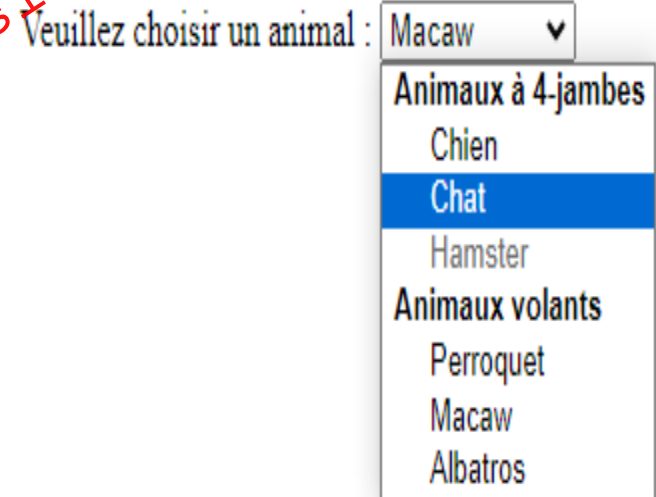 Veuillez choisir un animal : Macaw
Animaux à 4-jambes
Chien
Chat
Hamster
Animaux volants
Perroquet
Macaw
Albatros